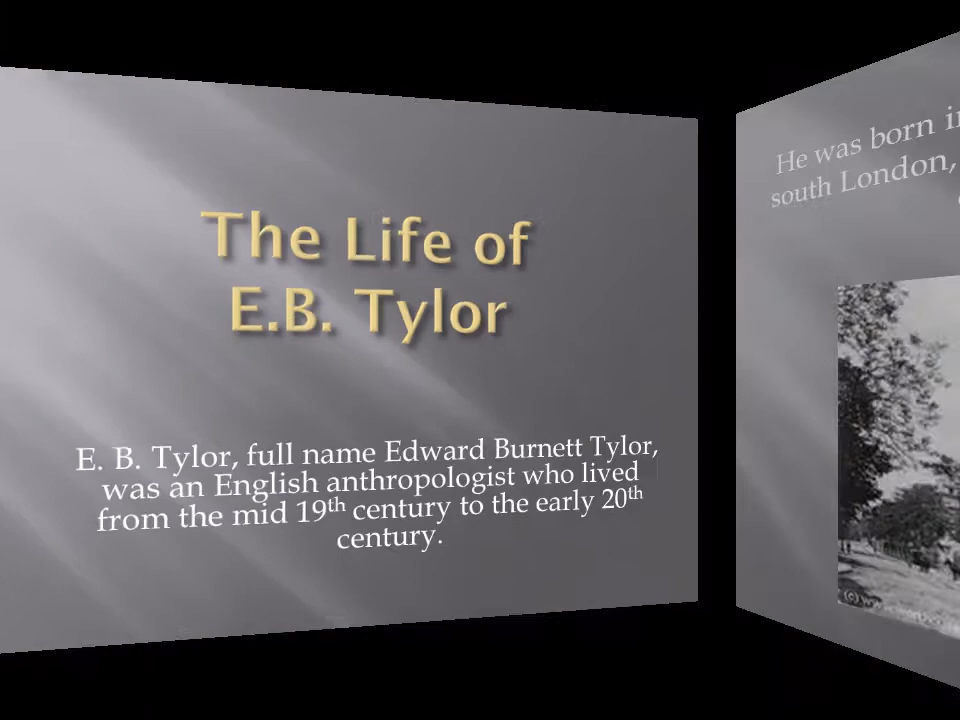 The Life of
E.B. Tylor
E. B. Tylor, full name Edward Burnett Tylor,
was an English anthropologist who lived
from the mid 19th century to the early 20th
century.
He was born
south London,